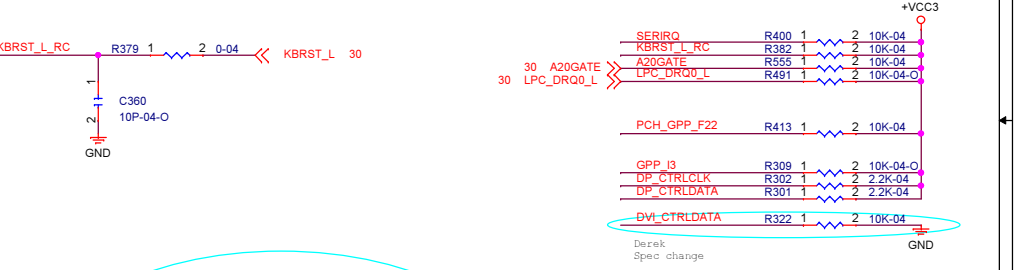 +VCC3
KBRST_L_RC R379 1 2 0-04 KBRST_L 30
1
C360
10P-04-O
2
GND
SERIRQ R400 1 2 10K-04
KBRST_L_RC R382 1 2 10K-04
30 A20GATE A20GATE R555 1 2 10K-04
30 LPC_DRQ0_L LPC_DRQ0_L R491 1 2 10K-04-O
PCH_GPP_F22 R413 1 2 10K-04
GPP_I3 R309 1 2 10K-04-O
DP_CTRLCLK R302 1 2 2.2K-04
DP_CTRLDATA R301 1 2 2.2K-04
DVI_CTRLDATA R322 1 2 10K-04
GND
Derek
Spec change